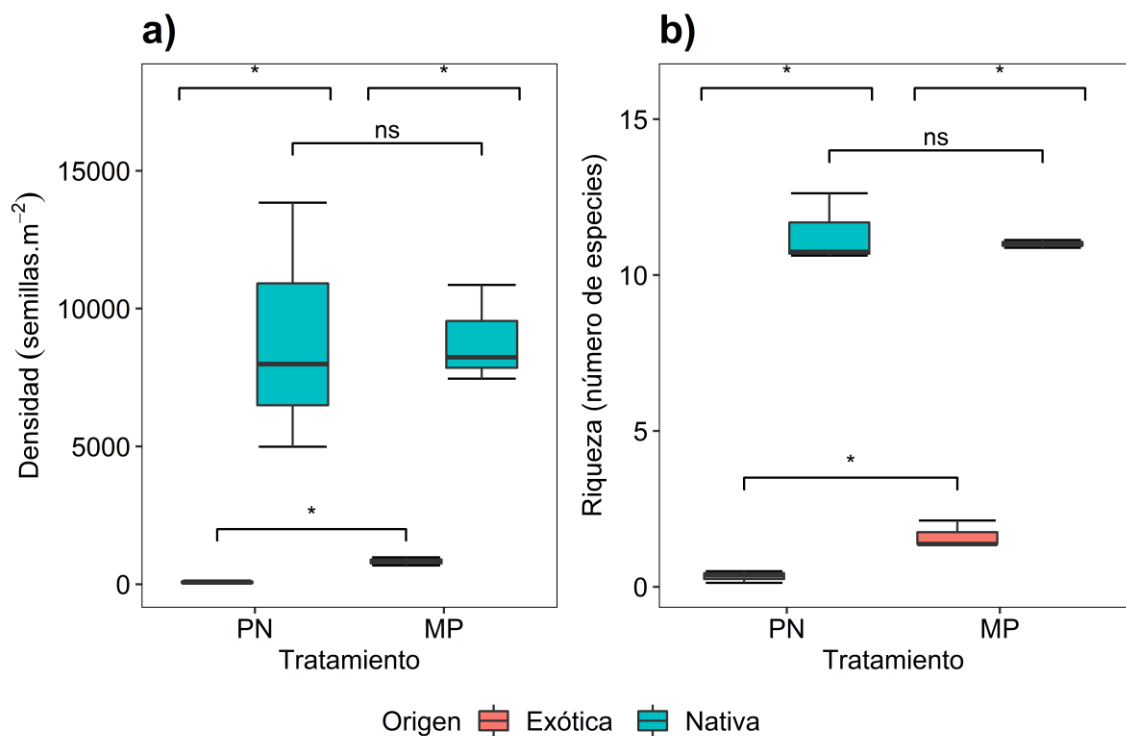 a)
Densidad (semillas.m⁻²)
15000
10000
5000
0
*
*
ns
*
PN
MP
Tratamiento
b)
Riqueza (número de especies)
15
10
5
0
*
*
ns
*
PN
MP
Tratamiento
Origen Exótica Nativa